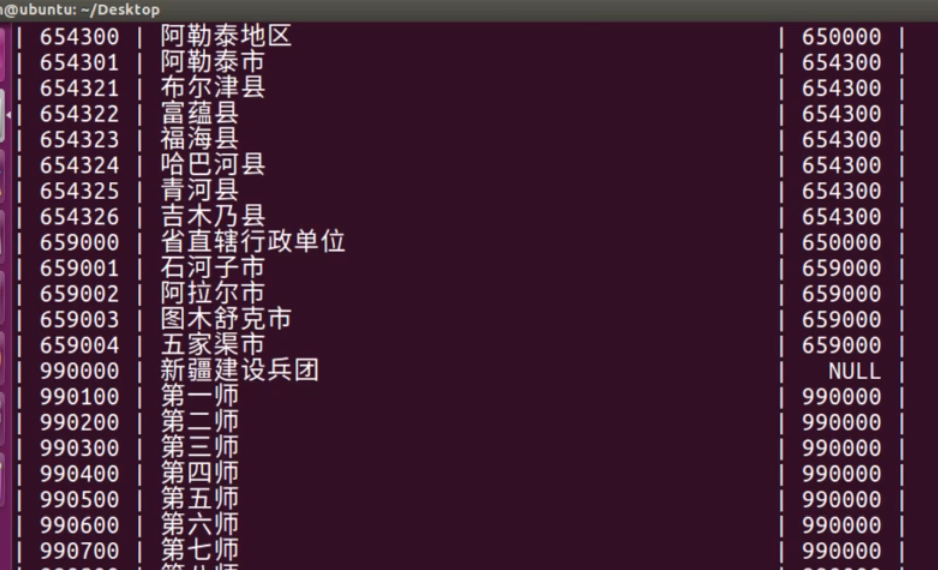 @ubuntu: ~/Desktop
| 654300 | 阿勒泰地区 | 650000 |
| 654301 | 阿勒泰市 | 654300 |
| 654321 | 布尔津县 | 654300 |
| 654322 | 富蕴县 | 654300 |
| 654323 | 福海县 | 654300 |
| 654324 | 哈巴河县 | 654300 |
| 654325 | 青河县 | 654300 |
| 654326 | 吉木乃县 | 654300 |
| 659000 | 省直辖行政单位 | 650000 |
| 659001 | 石河子市 | 659000 |
| 659002 | 阿拉尔市 | 659000 |
| 659003 | 图木舒克市 | 659000 |
| 659004 | 五家渠市 | 659000 |
| 990000 | 新疆建设兵团 | NULL |
| 990100 | 第一师 | 990000 |
| 990200 | 第二师 | 990000 |
| 990300 | 第三师 | 990000 |
| 990400 | 第四师 | 990000 |
| 990500 | 第五师 | 990000 |
| 990600 | 第六师 | 990000 |
| 990700 | 第七师 | 990000 |